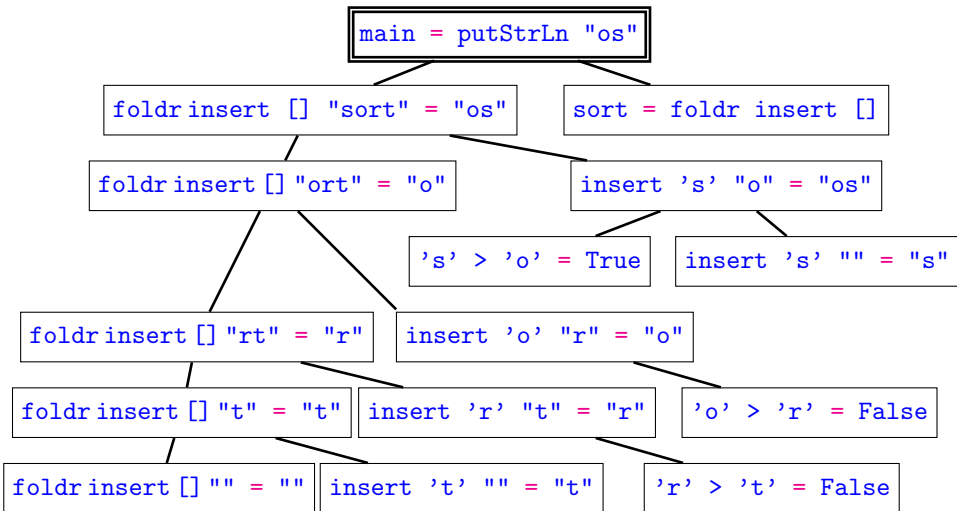 main = putStrLn "os"
foldr insert [] "sort" = "os"
sort = foldr insert []
foldr insert [] "ort" = "o"
insert ’s’ "o" = "os"
’s’ > ’o’ = True
insert ’s’ "" = "s"
foldr insert [] "rt" = "r"
insert ’o’ "r" = "o"
foldr insert [] "t" = "t"
insert ’r’ "t" = "r"
’o’ > ’r’ = False
foldr insert [] "" = ""
insert ’t’ "" = "t"
’r’ > ’t’ = False